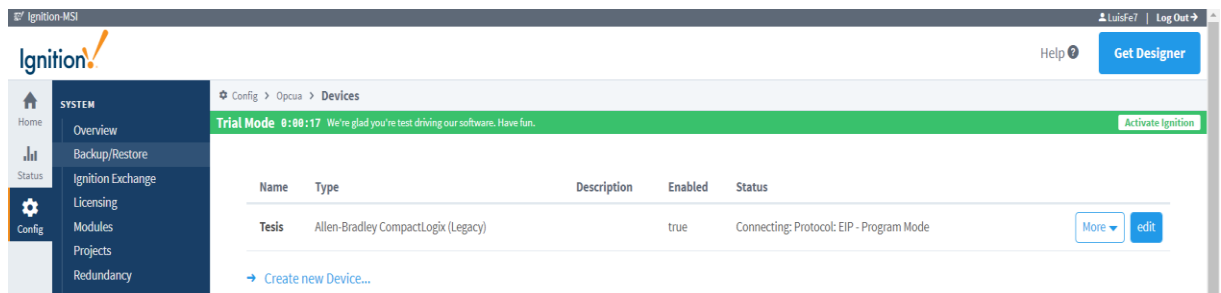 Ignition-MSI
LuisFe7 | Log Out
Ignition!
Help ?
Get Designer
Home
Status
Config
SYSTEM
Overview
Backup/Restore
Ignition Exchange
Licensing
Modules
Projects
Redundancy
Config > Opcua > Devices
Trial Mode 0:00:17 We're glad you're test driving our software. Have fun.
Activate Ignition
Name Type Description Enabled Status
Tesis Allen-Bradley CompactLogix (Legacy) true Connecting: Protocol: EIP - Program Mode More edit
→ Create new Device...